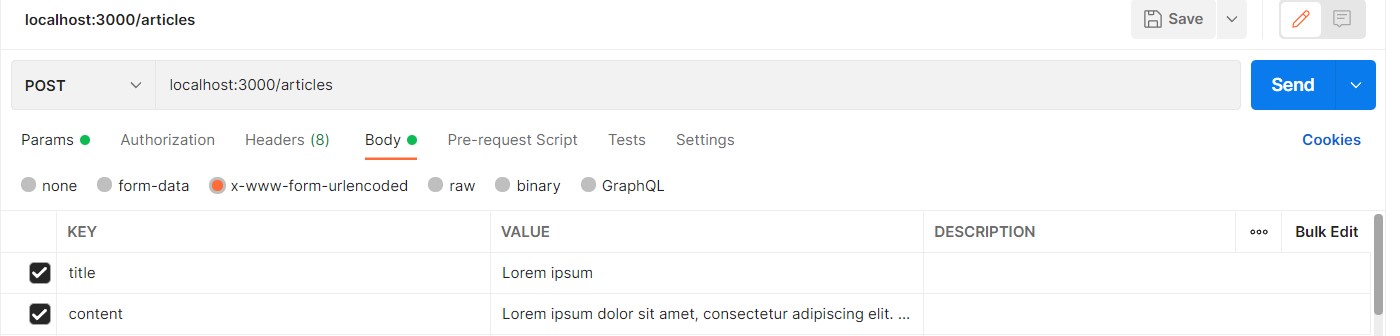 localhost:3000/articles Save
POST localhost:3000/articles Send
Params Authorization Headers (8) Body Pre-request Script Tests Settings Cookies
none form-data x-www-form-urlencoded raw binary GraphQL
KEY VALUE DESCRIPTION ooo Bulk Edit
title Lorem ipsum
content Lorem ipsum dolor sit amet, consectetur adipiscing elit. ...